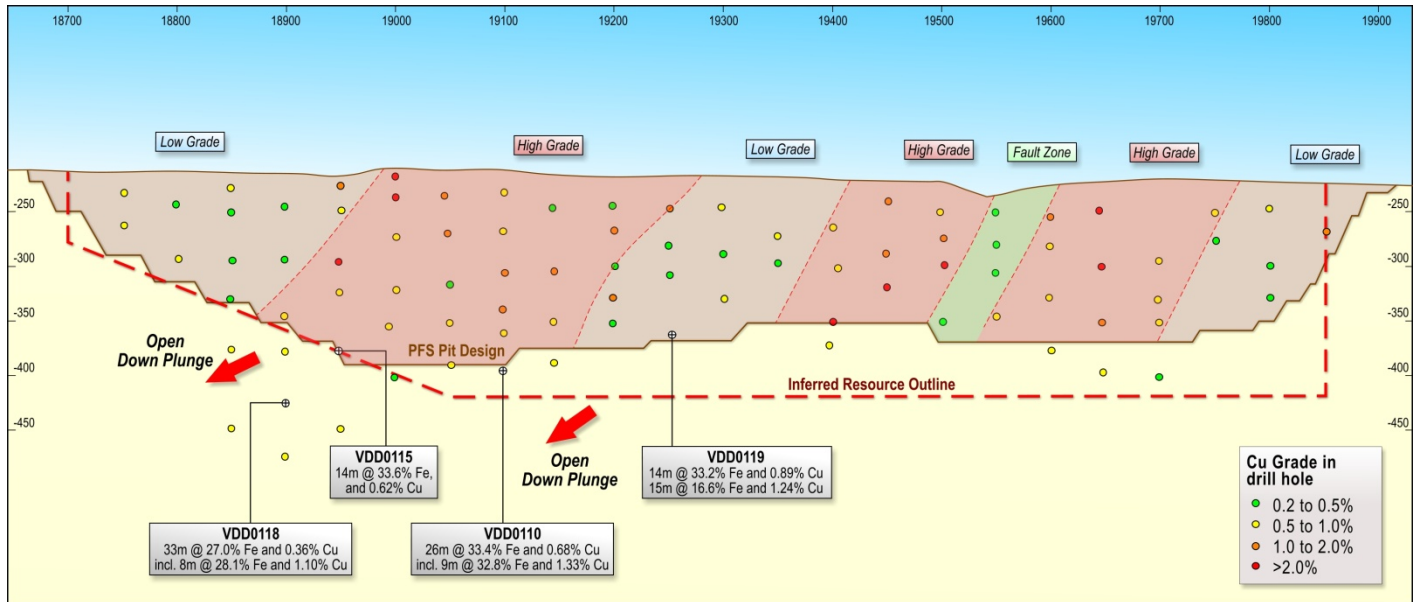 18700 18800 18900 19000 19100 19200 19300 19400 19500 19600 19700 19800 19900
Low Grade
High Grade
Low Grade
High Grade
Fault Zone
High Grade
Low Grade
-250
-300
-350
-400
-450
-250
-300
-350
-400
-450
Open
Down Plunge
PFS Pit Design
Inferred Resource Outline
Open
Down Plunge
VDD0115
14m @ 33.6% Fe,
and 0.62% Cu
VDD0119
14m @ 33.2% Fe and 0.89% Cu
15m @ 16.6% Fe and 1.24% Cu
VDD0118
33m @ 27.0% Fe and 0.36% Cu
incl. 8m @ 28.1% Fe and 1.10% Cu
VDD0110
26m @ 33.4% Fe and 0.68% Cu
incl. 9m @ 32.8% Fe and 1.33% Cu
Cu Grade in
drill hole
0.2 to 0.5%
0.5 to 1.0%
1.0 to 2.0%
>2.0%